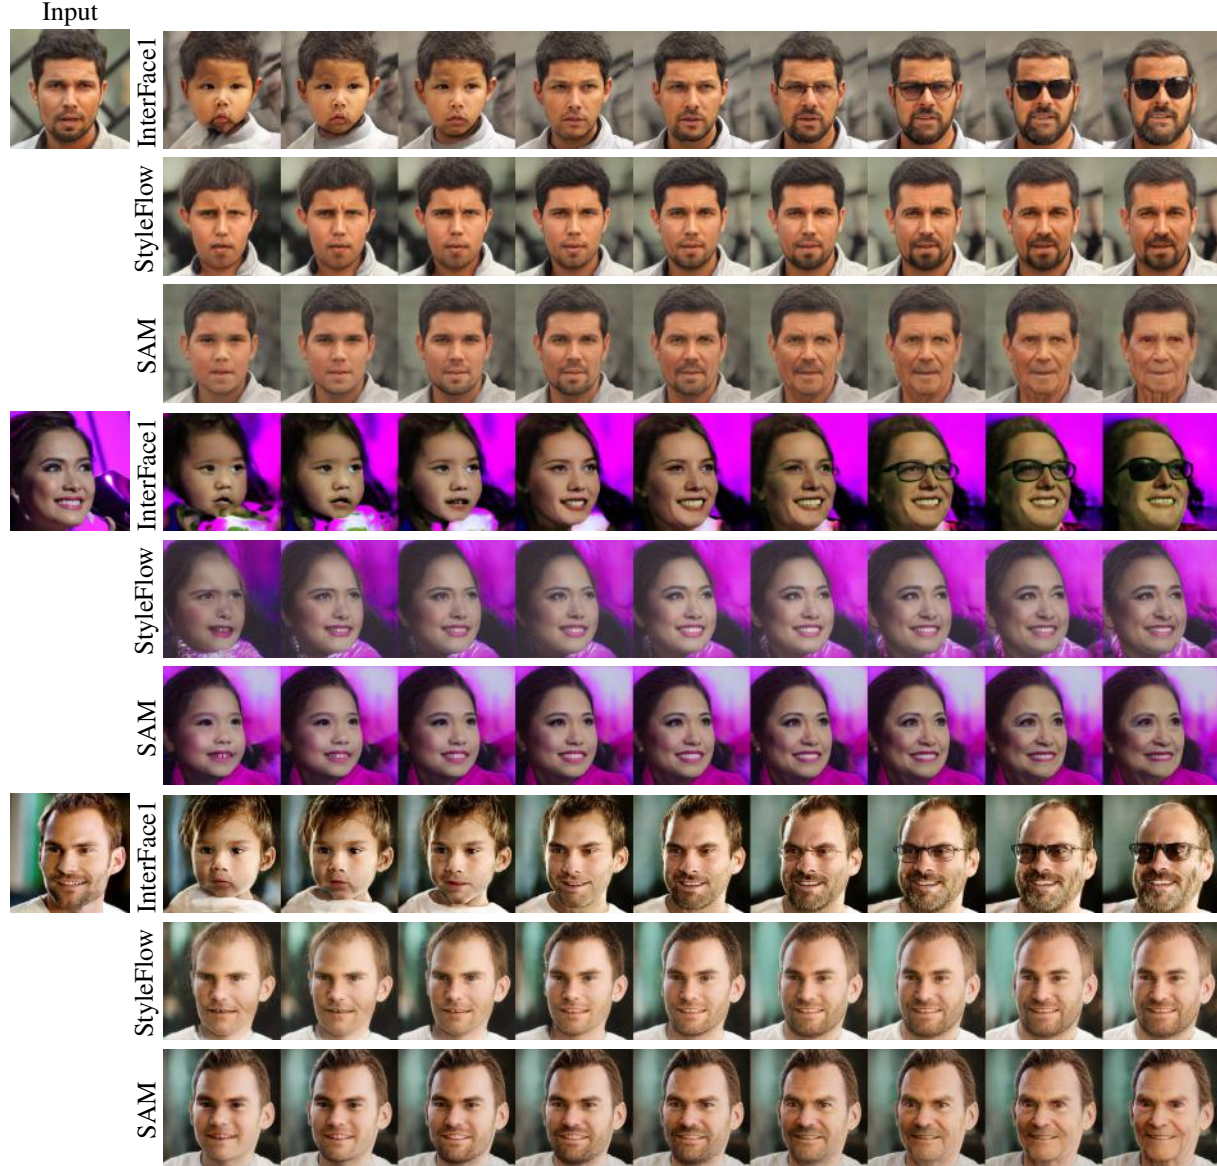 Input
InterFace1
StyleFlow
SAM
InterFace1
StyleFlow
SAM
InterFace1
StyleFlow
SAM